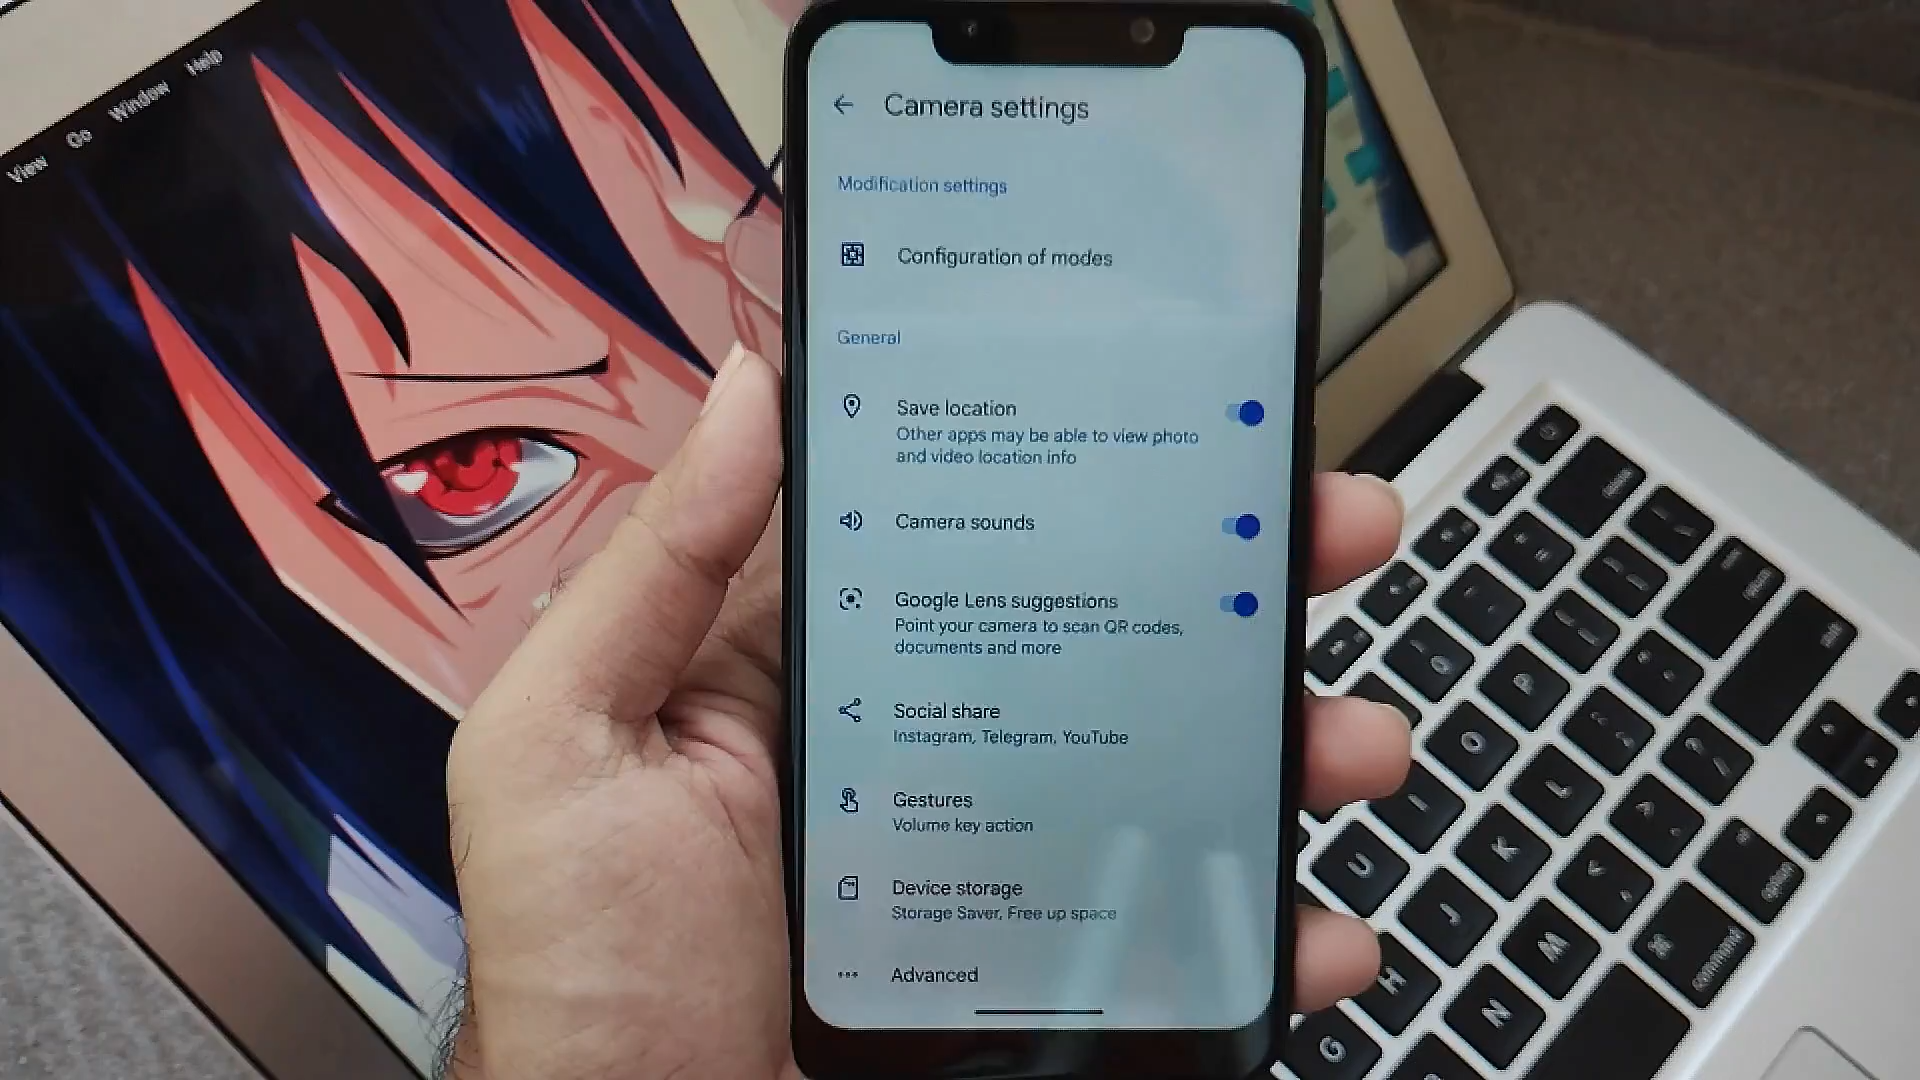 View Go Window Help
Camera settings
Modification settings
Configuration of modes
General
Save location
Other apps may be able to view photo
and video location info
Camera sounds
Google Lens suggestions
Point your camera to scan QR codes,
documents and more
Social share
Instagram, Telegram, YouTube
Gestures
Volume key action
Device storage
Storage Saver, Free up space
Advanced
P
O
I
L
U
K
J
H
M
N
G
command
option
shift